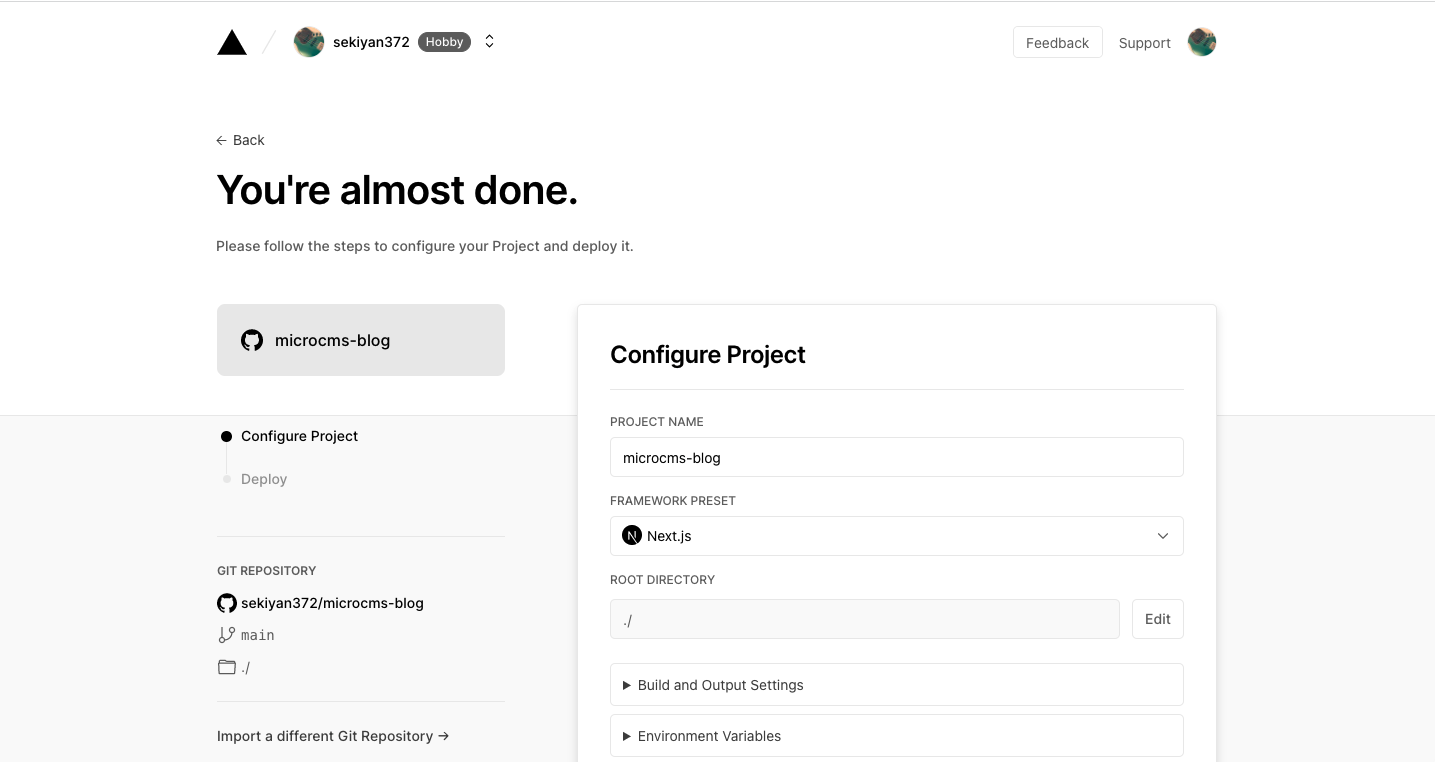 sekiyan372 Hobby
Feedback Support
← Back
You're almost done.
Please follow the steps to configure your Project and deploy it.
microcms-blog
Configure Project
Deploy
GIT REPOSITORY
sekiyan372/microcms-blog
main
./
Import a different Git Repository →
Configure Project
PROJECT NAME
microcms-blog
FRAMEWORK PRESET
N Next.js
ROOT DIRECTORY
./ Edit
Build and Output Settings
Environment Variables